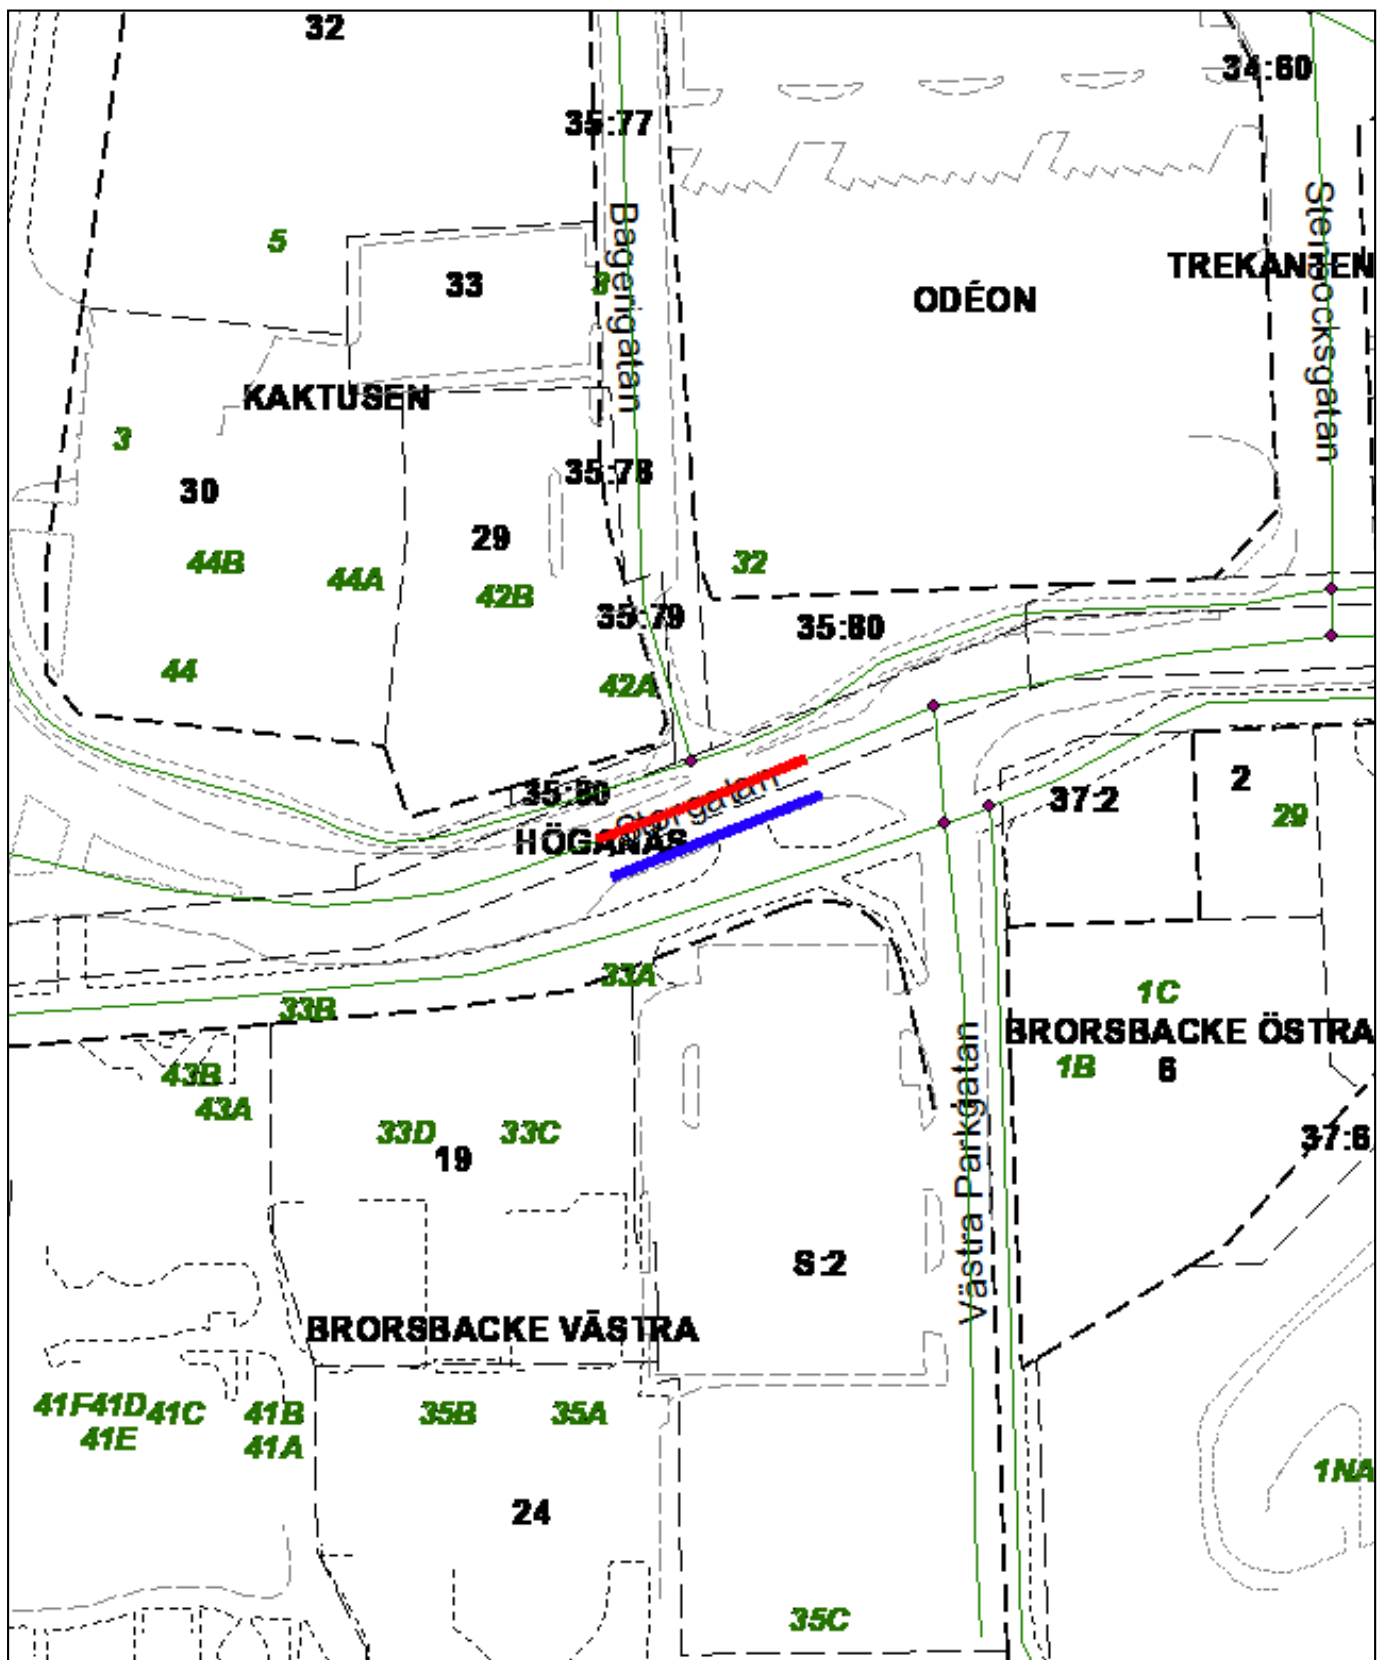 32
34:60
35:77
Bagerigatan
Stenbocksgatan
5
33
9
TREKANTEN
ODÉON
KAKTUSEN
3
30
35:78
29
44B
44A
42B
32
35:79
35:80
44
42A
35:80
Storgatan
HÖGANÄS
37:2
2
29
33A
33B
1C
BRORSBACKE ÖSTRA
6
1B
43B
43A
33D
33C
19
37:6
Västra Parkgatan
S:2
BRORSBACKE VÄSTRA
41F
41D
41C
41B
41E
41A
35B
35A
1NA
24
35C